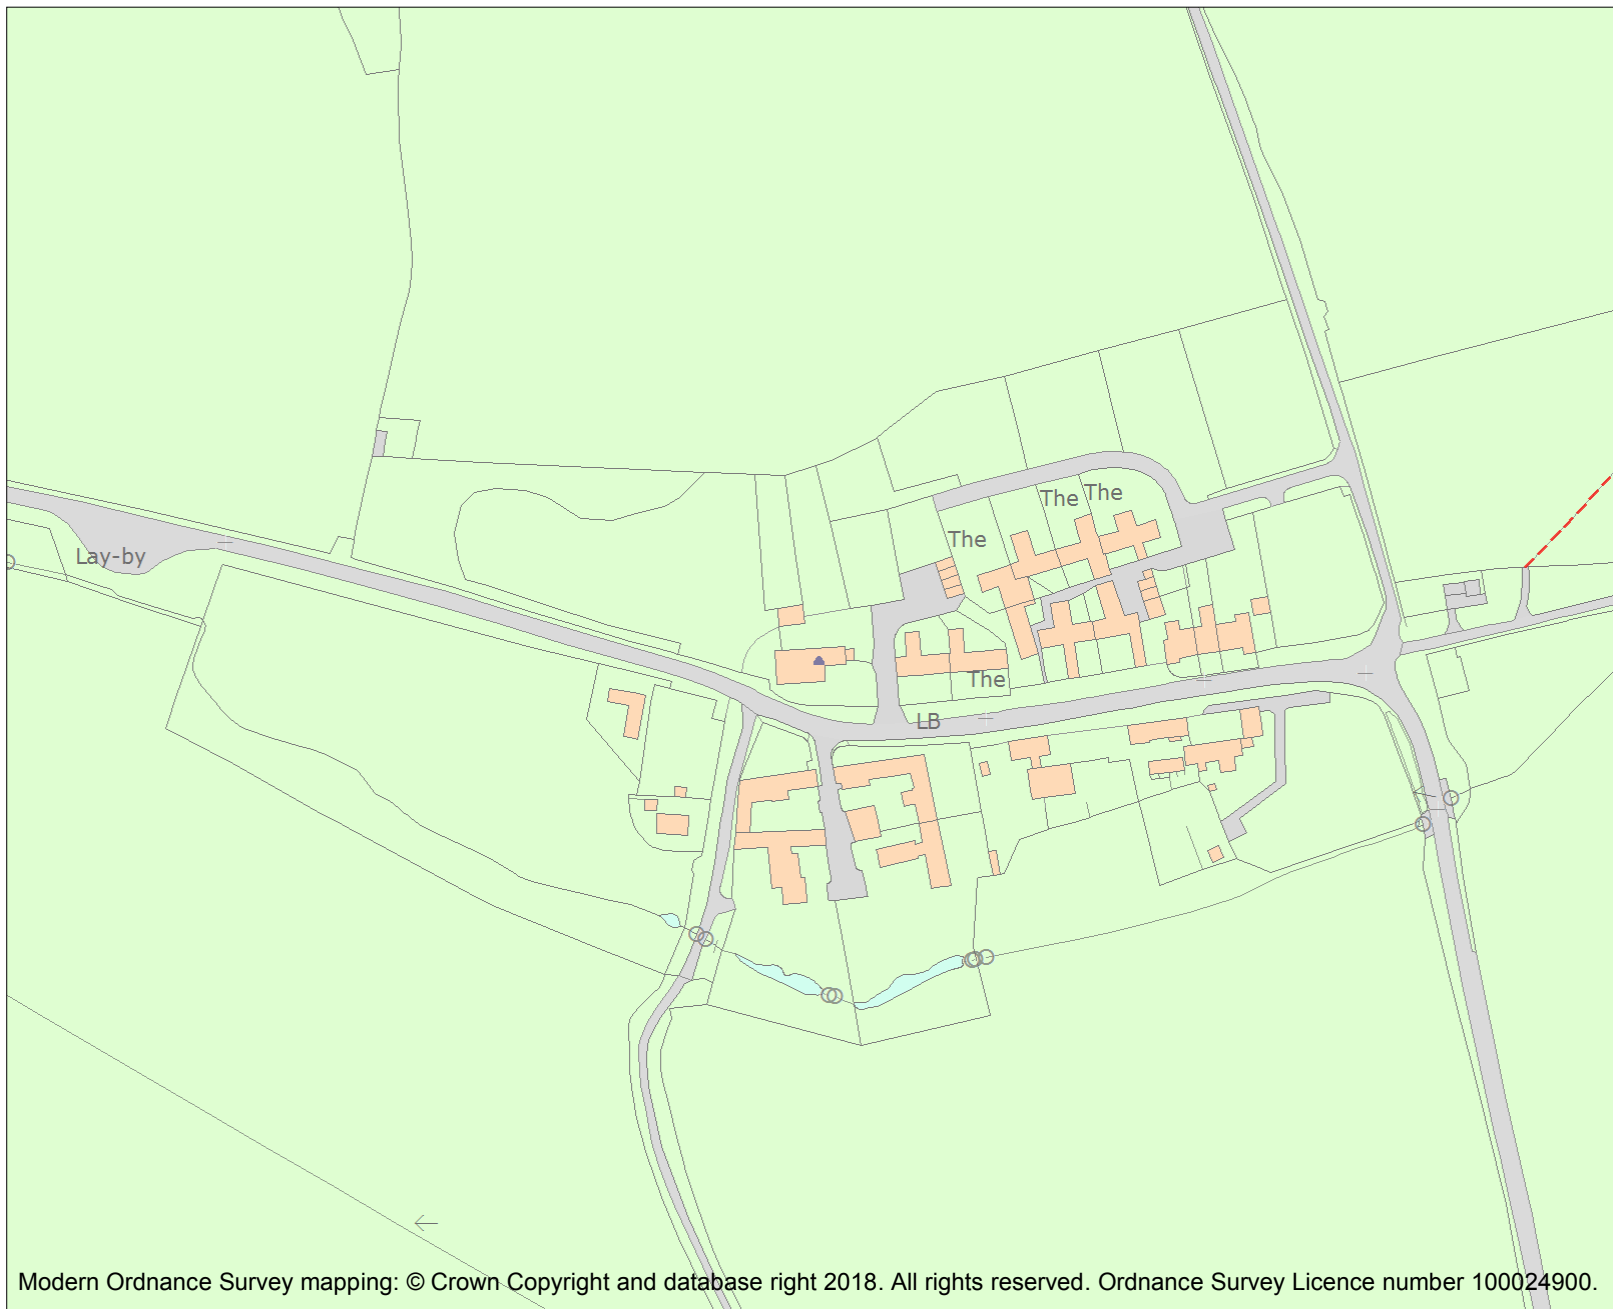 The The
The
Lay-by
The
LB
Modern Ordnance Survey mapping: © Crown Copyright and database right 2018. All rights reserved. Ordnance Survey Licence number 100024900.